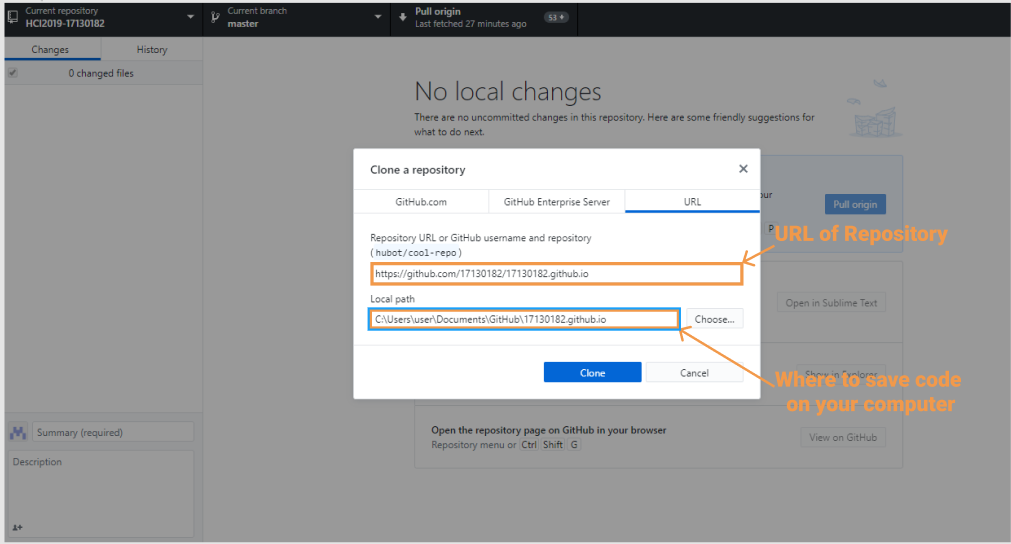 Current repository
HCI2019-17130182
Current branch
master
Pull origin
Last fetched 27 minutes ago
53
Changes
History
0 changed files
No local changes
There are no uncommitted changes in this repository. Here are some friendly suggestions for
what to do next.
Clone a repository
GitHub.com
GitHub Enterprise Server
URL
our
Pull origin
P
URL of Repository
Repository URL or GitHub username and repository
(hubot/cool-repo)
https://github.com/17130182/17130182.github.io
Local path
C:\Users\user\Documents\GitHub\17130182.github.io
Choose...
Open in Sublime Text
Clone
Cancel
Show in Explorer
Where to save code
on your computer
Summary (required)
Description
Open the repository page on GitHub in your browser
Repository menu or Ctrl Shift G
View on GitHub